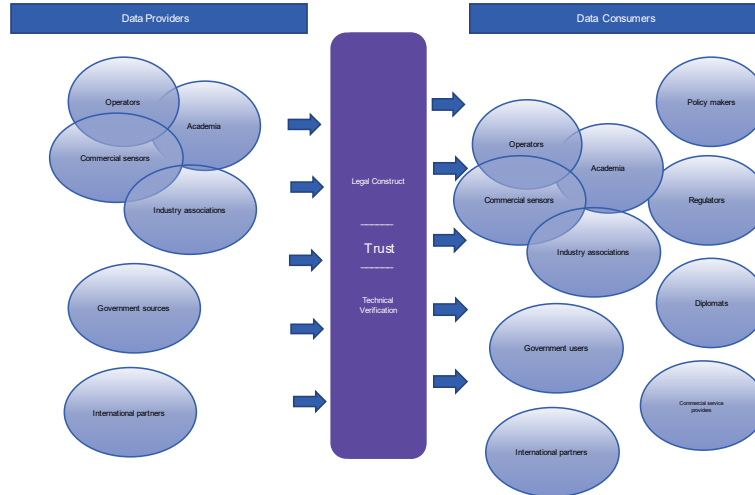 Data Providers
Data Consumers
Operators
Academia
Commercial sensors
Industry associations
Government sources
International partners
Legal Construct
Trust
Technical
Verification
Operators
Academia
Commercial sensors
Industry associations
Government users
International partners
Policy makers
Regulators
Diplomats
Commercial service
providers